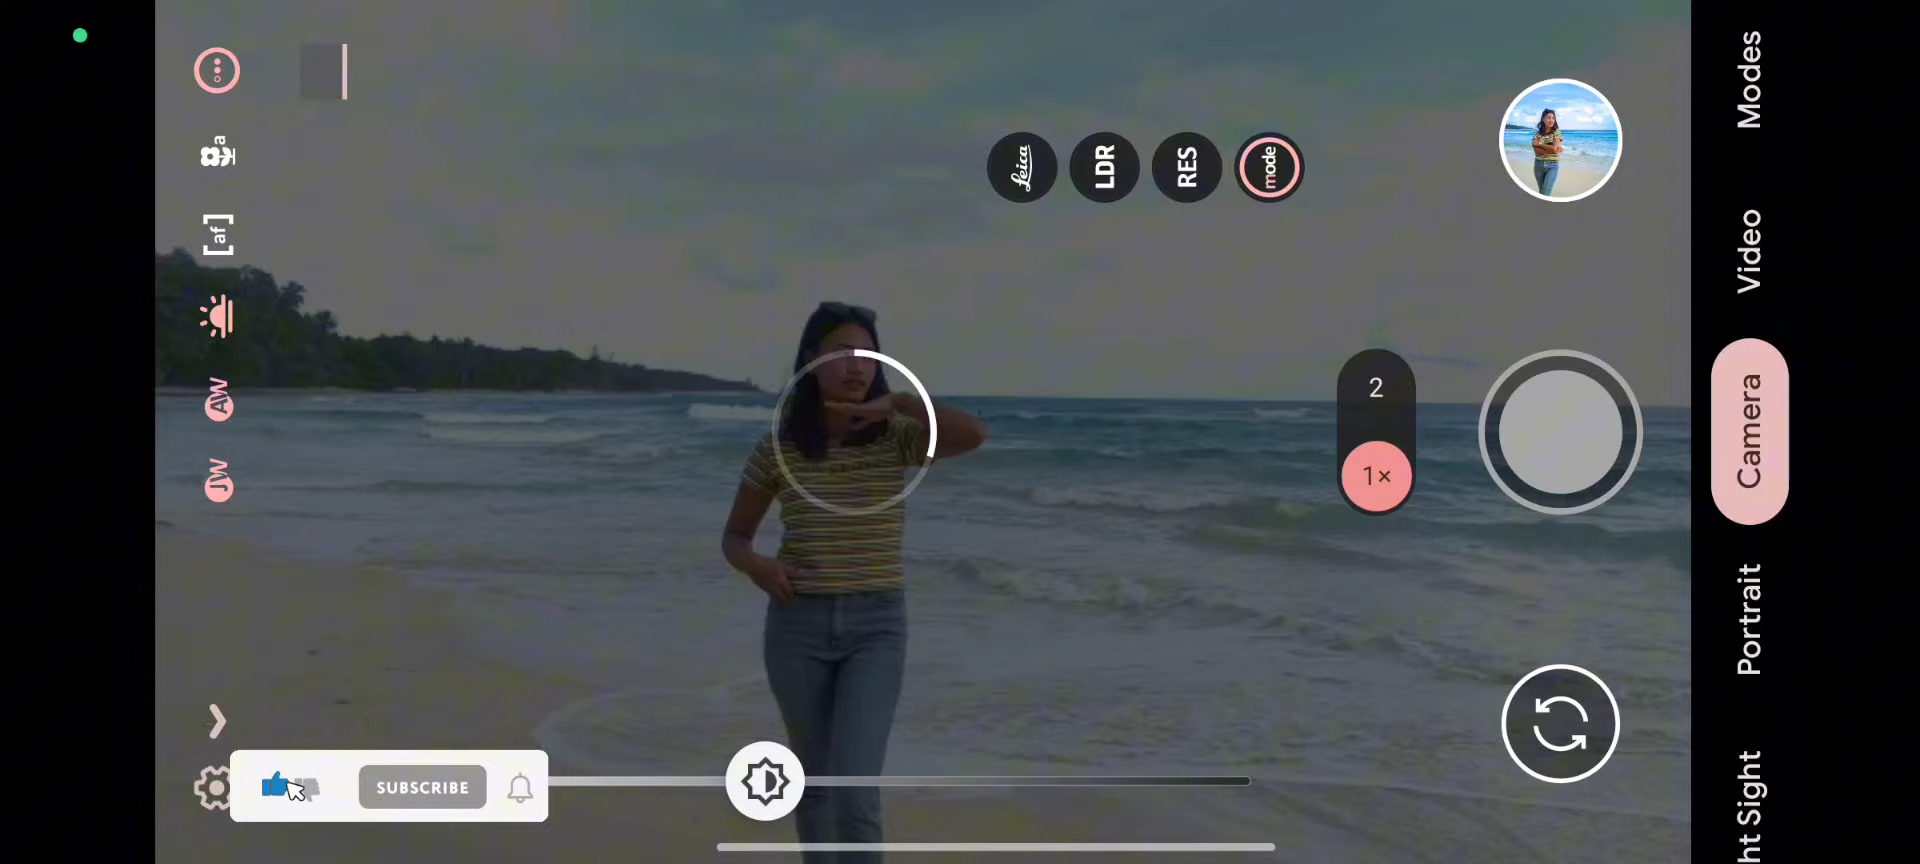 a
[af]
AW
JW
Leica
LDR
RES
mode
2
1×
Modes
Video
Camera
Portrait
ht Sight
SUBSCRIBE